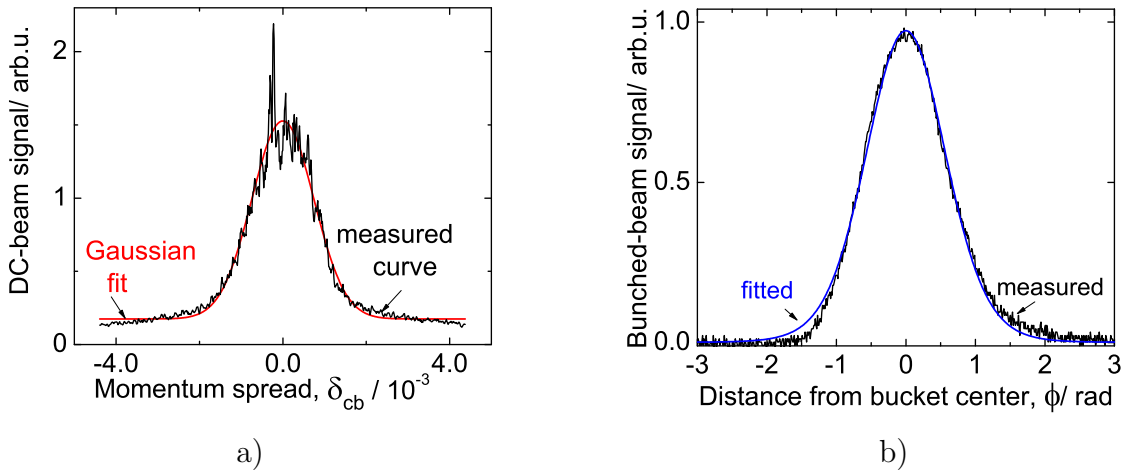 DC-beam signal/ arb.u.
2
1
0
Gaussian
fit
measured
curve
-4.0
0.0
4.0
Momentum spread, δcb / 10-3
a)
Bunched-beam signal/ arb.u.
1.0
0.5
0.0
fitted
measured
-3
-2
-1
0
1
2
3
Distance from bucket center, ϕ/ rad
b)